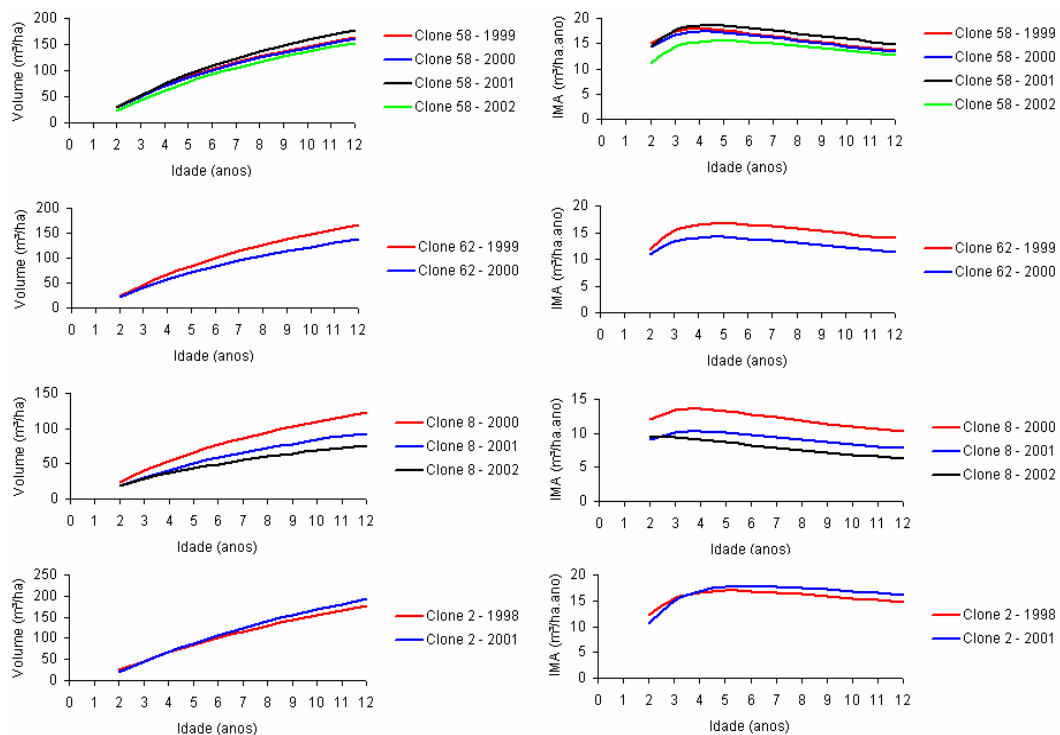 Volume (m³/ha)
200
150
100
50
0
0 1 2 3 4 5 6 7 8 9 10 11 12
Idade (anos)
Clone 58 - 1999
Clone 58 - 2000
Clone 58 - 2001
Clone 58 - 2002
IMA (m³/ha.ano)
20
15
10
5
0
0 1 2 3 4 5 6 7 8 9 10 11 12
Idade (anos)
Clone 58 - 1999
Clone 58 - 2000
Clone 58 - 2001
Clone 58 - 2002
Volume (m³/ha)
200
150
100
50
0
0 1 2 3 4 5 6 7 8 9 10 11 12
Idade (anos)
Clone 62 - 1999
Clone 62 - 2000
IMA (m³/ha.ano)
20
15
10
5
0
0 1 2 3 4 5 6 7 8 9 10 11 12
Idade (anos)
Clone 62 - 1999
Clone 62 - 2000
Volume (m³/ha)
150
100
50
0
0 1 2 3 4 5 6 7 8 9 10 11 12
Idade (anos)
Clone 8 - 2000
Clone 8 - 2001
Clone 8 - 2002
IMA (m³/ha.ano)
15
10
5
0
0 1 2 3 4 5 6 7 8 9 10 11 12
Idade (anos)
Clone 8 - 2000
Clone 8 - 2001
Clone 8 - 2002
Volume (m³/ha)
250
200
150
100
50
0
0 1 2 3 4 5 6 7 8 9 10 11 12
Idade (anos)
Clone 2 - 1998
Clone 2 - 2001
IMA (m³/ha.ano)
20
15
10
5
0
0 1 2 3 4 5 6 7 8 9 10 11 12
Idade (anos)
Clone 2 - 1998
Clone 2 - 2001